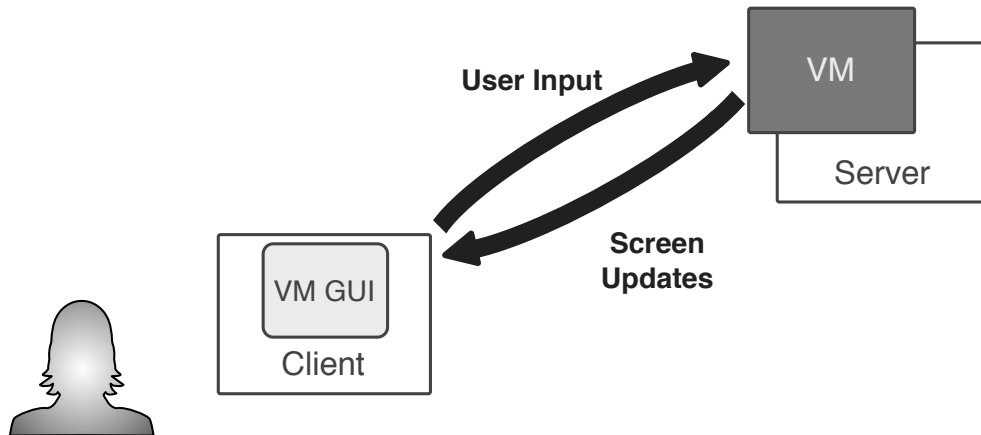 VM
User Input
Server
Screen
Updates
VM GUI
Client